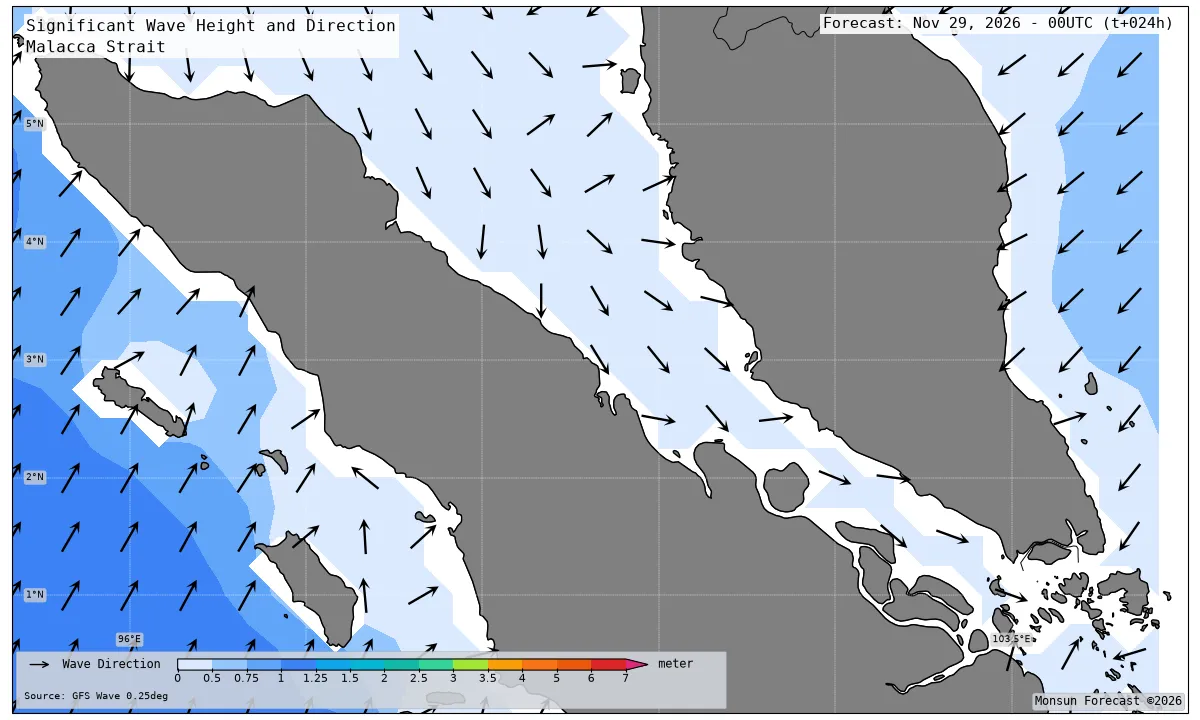 Significant Wave Height and Direction
Malacca Strait
Forecast: Nov 29, 2026 - 00UTC (t+024h)
5°N
4°N
3°N
2°N
1°N
96°E
103.5°E
Wave Direction
0 0.5 0.75 1 1.25 1.5 2 2.5 3 3.5 4 5 6 7
meter
Source: GFS Wave 0.25deg
Monsun Forecast ©2026